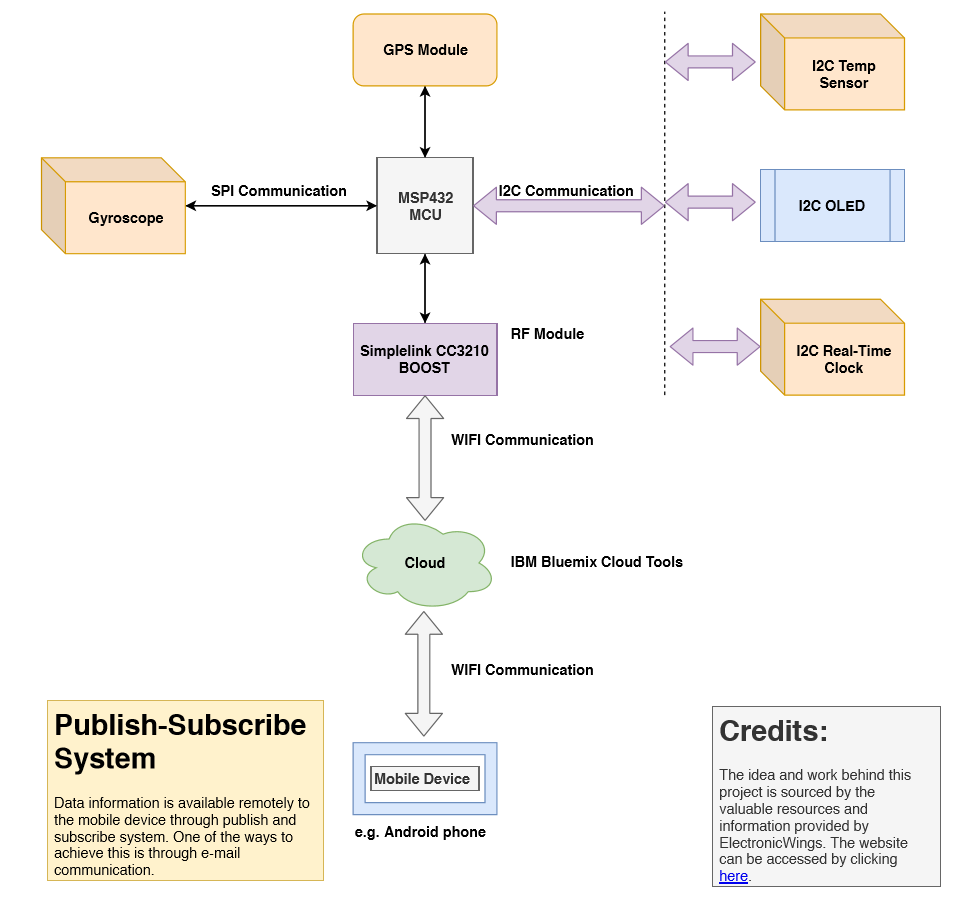 GPS Module
I2C Temp
Sensor
SPI Communication
MSP432
MCU
I2C Communication
Gyroscope
I2C OLED
Simplelink CC3210
BOOST
RF Module
I2C Real-Time
Clock
WIFI Communication
Cloud
IBM Bluemix Cloud Tools
WIFI Communication
Mobile Device
e.g. Android phone
Publish-Subscribe
System
Data information is available remotely to
the mobile device through publish and
subscribe system. One of the ways to
achieve this is through e-mail
communication.
Credits:
The idea and work behind this
project is sourced by the
valuable resources and
information provided by
ElectronicWings. The website
can be accessed by clicking
here.